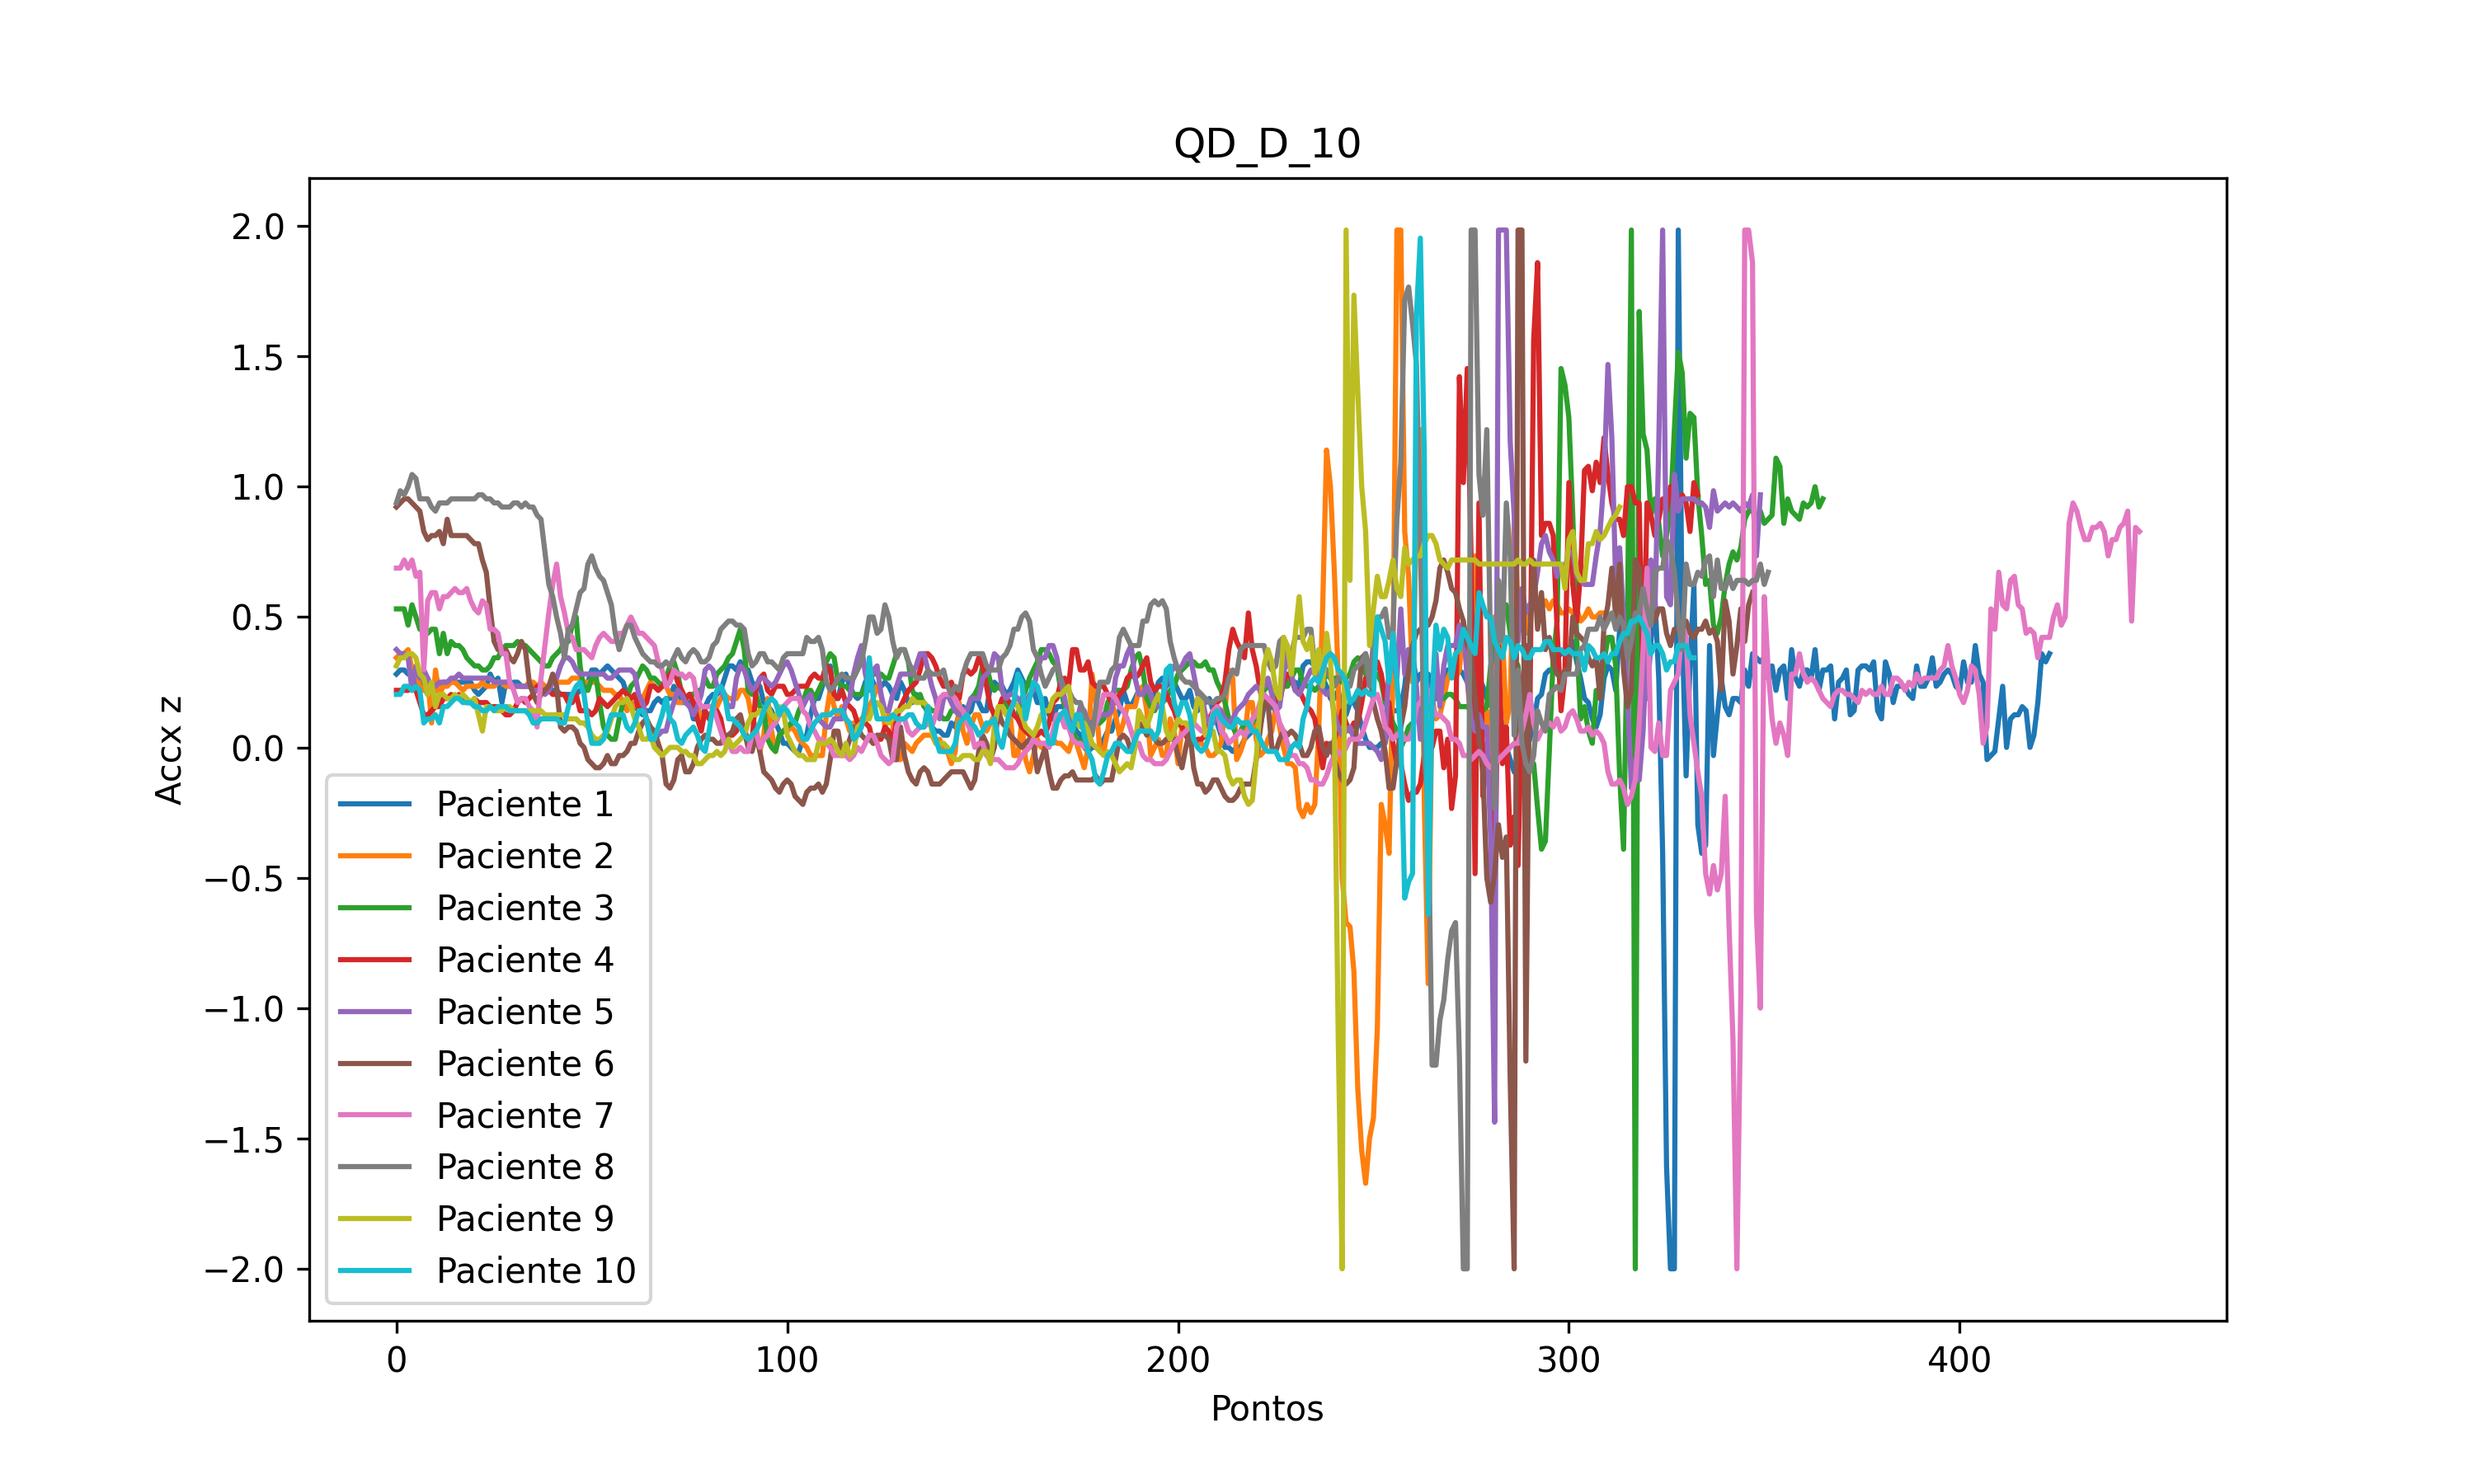 QD_D_10
2.0
1.5
1.0
0.5
0.0
−0.5
−1.0
−1.5
−2.0
Accx z
Paciente 1
Paciente 2
Paciente 3
Paciente 4
Paciente 5
Paciente 6
Paciente 7
Paciente 8
Paciente 9
Paciente 10
0 100 200 300 400
Pontos